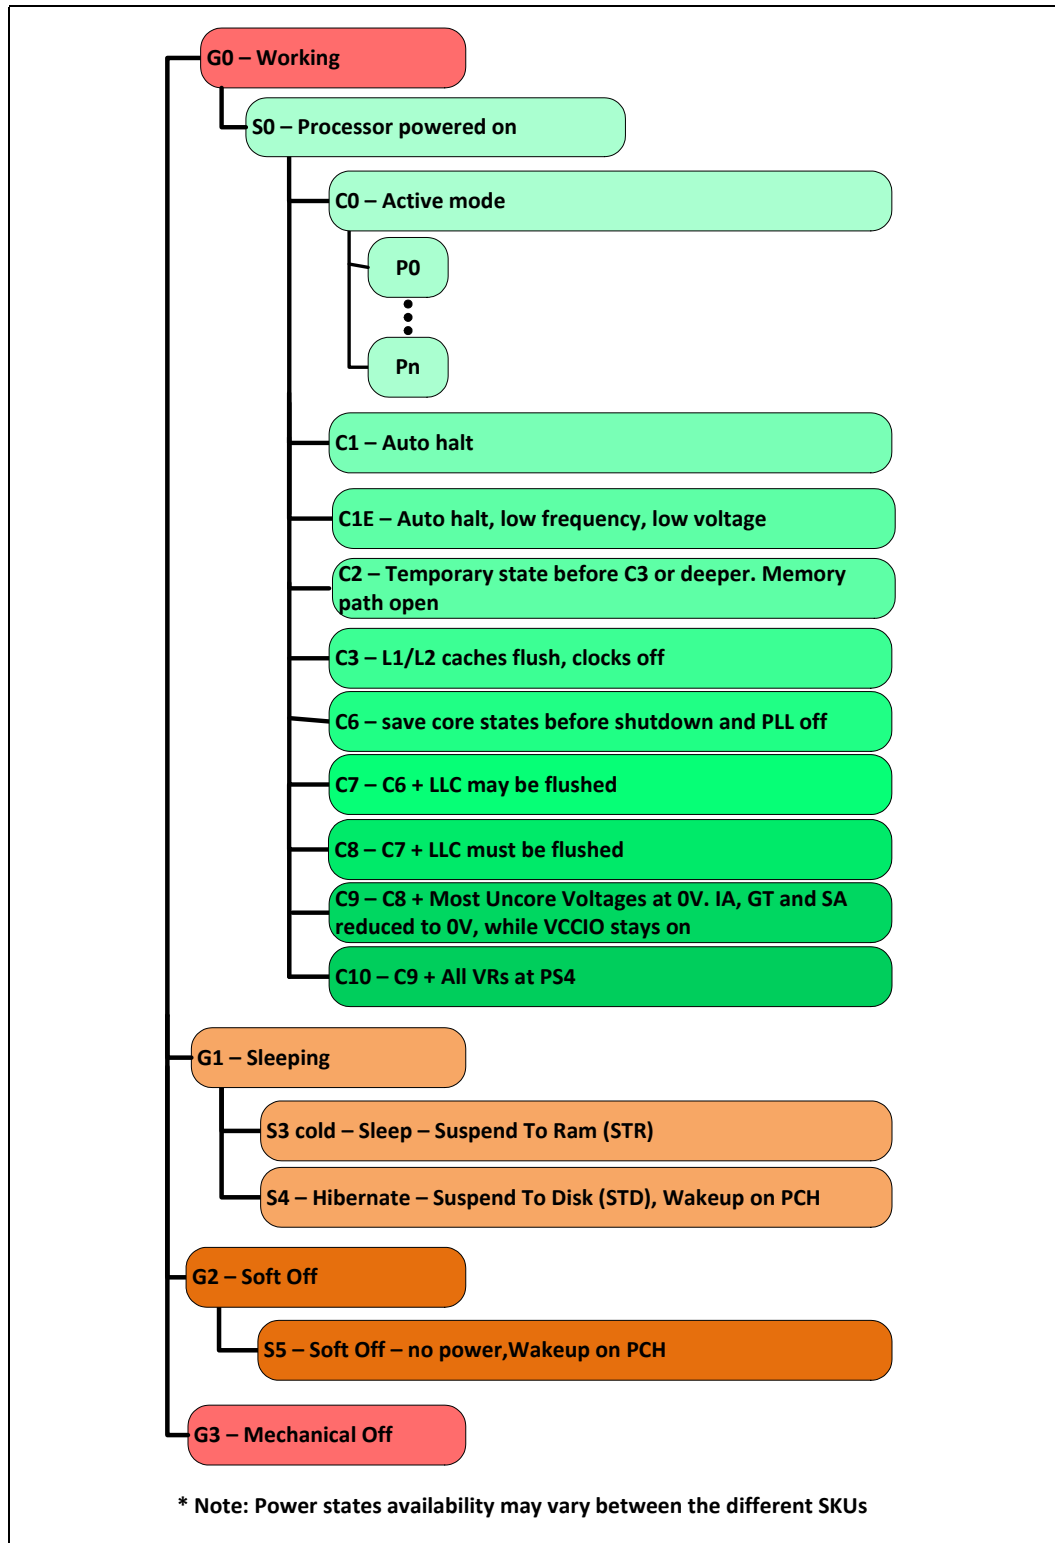 G0 – Working
S0 – Processor powered on
C0 – Active mode
P0
Pn
C1 – Auto halt
C1E – Auto halt, low frequency, low voltage
C2 – Temporary state before C3 or deeper. Memory
path open
C3 – L1/L2 caches flush, clocks off
C6 – save core states before shutdown and PLL off
C7 – C6 + LLC may be flushed
C8 – C7 + LLC must be flushed
C9 – C8 + Most Uncore Voltages at 0V. IA, GT and SA
reduced to 0V, while VCCIO stays on
C10 – C9 + All VRs at PS4
G1 – Sleeping
S3 cold – Sleep – Suspend To Ram (STR)
S4 – Hibernate – Suspend To Disk (STD), Wakeup on PCH
G2 – Soft Off
S5 – Soft Off – no power,Wakeup on PCH
G3 – Mechanical Off
* Note: Power states availability may vary between the different SKUs